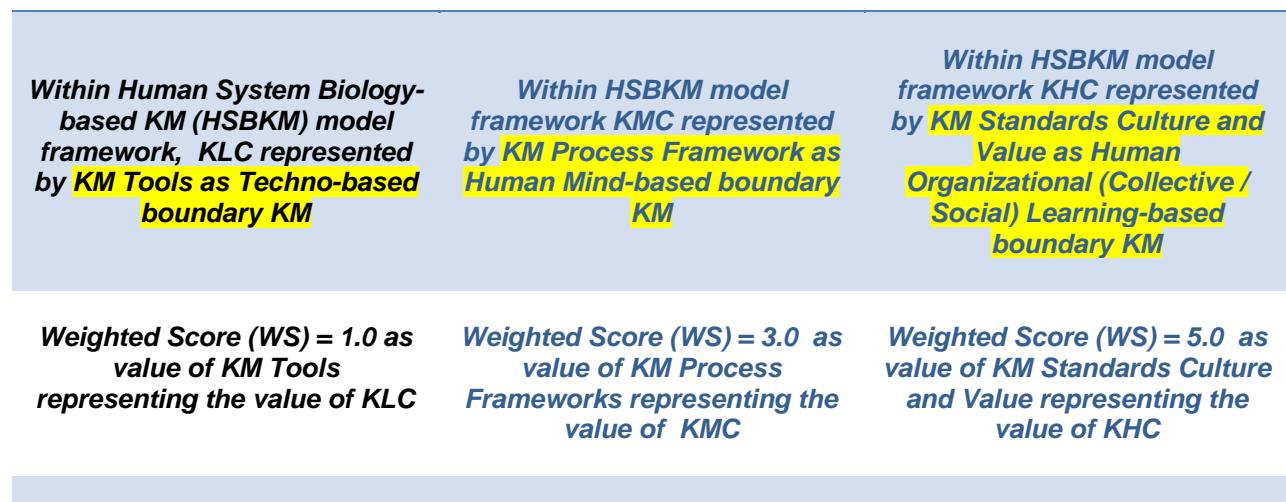 Within Human System Biology-
based KM (HSBKM) model
framework,  KLC represented
by KM Tools as Techno-based
boundary KM
Within HSBKM model
framework KMC represented
by KM Process Framework as
Human Mind-based boundary
KM
Within HSBKM model
framework KHC represented
by KM Standards Culture and
Value as Human
Organizational (Collective /
Social) Learning-based
boundary KM
Weighted Score (WS) = 1.0 as
value of KM Tools
representing the value of KLC
Weighted Score (WS) = 3.0  as
value of KM Process
Frameworks representing the
value of  KMC
Weighted Score (WS) = 5.0  as
value of KM Standards Culture
and Value representing the
value of KHC